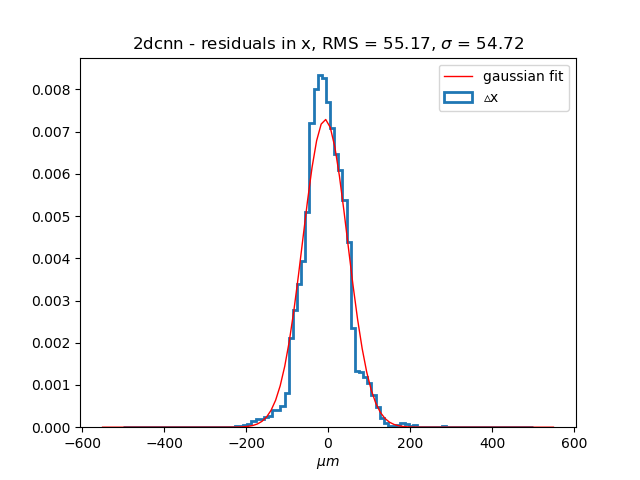 2dcnn - residuals in x, RMS = 55.17, σ = 54.72
gaussian fit
△x
0.008
0.007
0.006
0.005
0.004
0.003
0.002
0.001
0.000
−600 −400 −200 0 200 400 600
μm